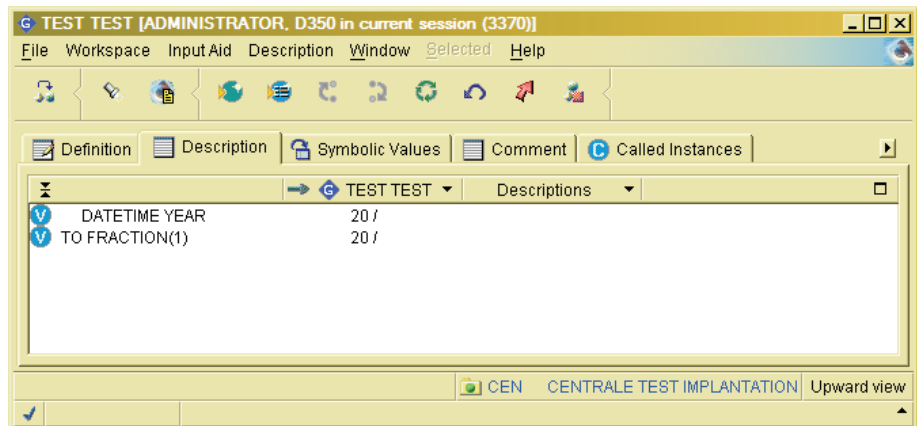 TEST TEST [ADMINISTRATOR, D350 in current session (3370)]
File Workspace Input Aid Description Window Selected Help
Definition Description Symbolic Values Comment C Called Instances
G TEST TEST Descriptions
V DATETIME YEAR 20 /
V TO FRACTION(1) 20 /
CEN CENTRALE TEST IMPLANTATION Upward view